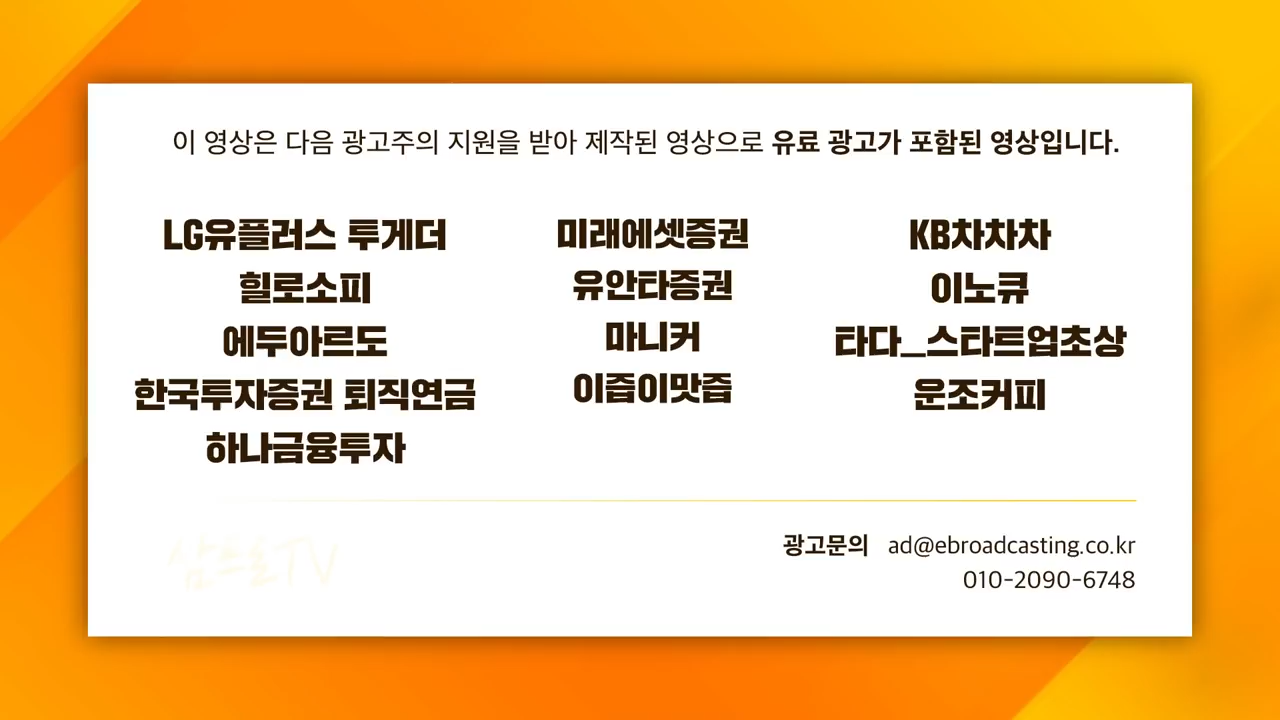 이 영상은 다음 광고주의 지원을 받아 제작된 영상으로 유료 광고가 포함된 영상입니다.
LG유플러스 투게더
힐로소피
에두아르도
한국투자증권 퇴직연금
하나금융투자
미래에셋증권
유안타증권
마니커
이즙이맛즙
KB차차차
이노큐
타다_스타트업초상
운조커피
삼프로TV
광고문의 ad@ebroadcasting.co.kr
010-2090-6748